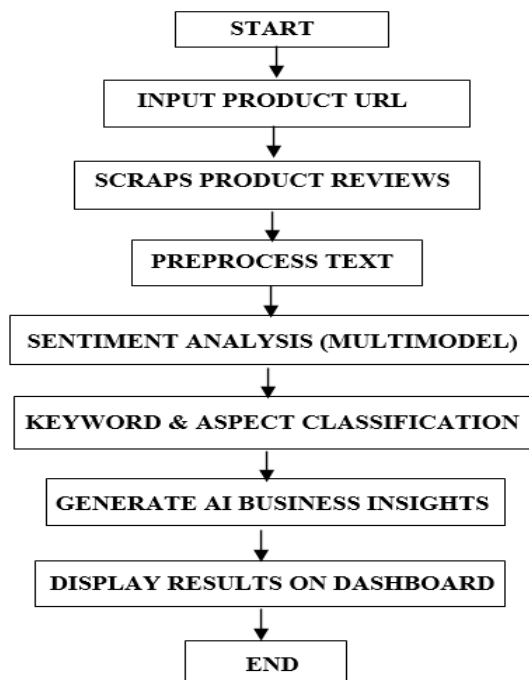 START
INPUT PRODUCT URL
SCRAPS PRODUCT REVIEWS
PREPROCESS TEXT
SENTIMENT ANALYSIS (MULTIMODEL)
KEYWORD & ASPECT CLASSIFICATION
GENERATE AI BUSINESS INSIGHTS
DISPLAY RESULTS ON DASHBOARD
END